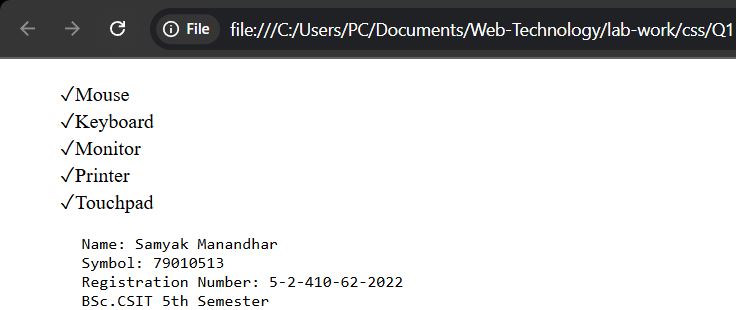 File file:///C:/Users/PC/Documents/Web-Technology/lab-work/css/Q1
✓Mouse
✓Keyboard
✓Monitor
✓Printer
✓Touchpad
Name: Samyak Manandhar
Symbol: 79010513
Registration Number: 5-2-410-62-2022
BSc.CSIT 5th Semester